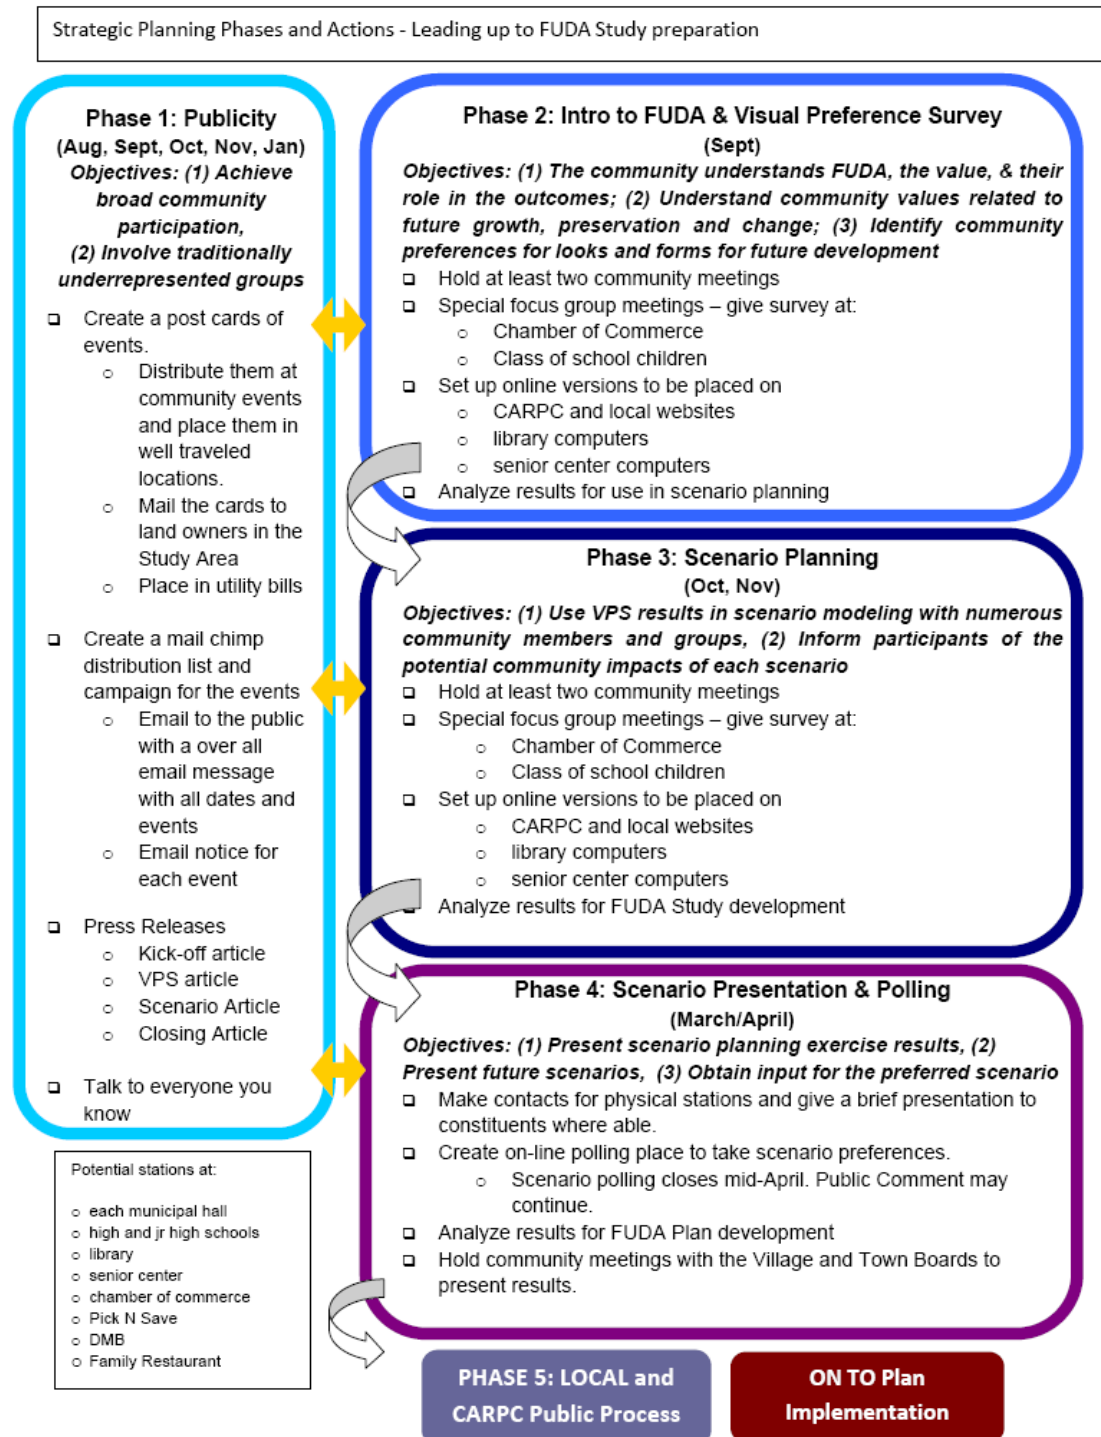 Strategic Planning Phases and Actions - Leading up to FUDA Study preparation
Phase 1: Publicity
(Aug, Sept, Oct, Nov, Jan)
Objectives: (1) Achieve
broad community
participation,
(2) Involve traditionally
underrepresented groups
❑ Create a post cards of
events.
o Distribute them at
community events
and place them in
well traveled
locations.
o Mail the cards to
land owners in the
Study Area
o Place in utility bills
❑ Create a mail chimp
distribution list and
campaign for the events
o Email to the public
with a over all
email message
with all dates and
events
o Email notice for
each event
❑ Press Releases
o Kick-off article
o VPS article
o Scenario Article
o Closing Article
❑ Talk to everyone you
know
Potential stations at:
o each municipal hall
o high and jr high schools
o library
o senior center
o chamber of commerce
o Pick N Save
o DMB
o Family Restaurant
Phase 2: Intro to FUDA & Visual Preference Survey
(Sept)
Objectives: (1) The community understands FUDA, the value, & their
role in the outcomes; (2) Understand community values related to
future growth, preservation and change; (3) Identify community
preferences for looks and forms for future development
❑ Hold at least two community meetings
❑ Special focus group meetings – give survey at:
o Chamber of Commerce
o Class of school children
❑ Set up online versions to be placed on
o CARPC and local websites
o library computers
o senior center computers
❑ Analyze results for use in scenario planning
Phase 3: Scenario Planning
(Oct, Nov)
Objectives: (1) Use VPS results in scenario modeling with numerous
community members and groups, (2) Inform participants of the
potential community impacts of each scenario
❑ Hold at least two community meetings
❑ Special focus group meetings – give survey at:
o Chamber of Commerce
o Class of school children
❑ Set up online versions to be placed on
o CARPC and local websites
o library computers
o senior center computers
❑ Analyze results for FUDA Study development
Phase 4: Scenario Presentation & Polling
(March/April)
Objectives: (1) Present scenario planning exercise results, (2)
Present future scenarios, (3) Obtain input for the preferred scenario
❑ Make contacts for physical stations and give a brief presentation to
constituents where able.
❑ Create on-line polling place to take scenario preferences.
o Scenario polling closes mid-April. Public Comment may
continue.
❑ Analyze results for FUDA Plan development
❑ Hold community meetings with the Village and Town Boards to
present results.
PHASE 5: LOCAL and
CARPC Public Process
ON TO Plan
Implementation